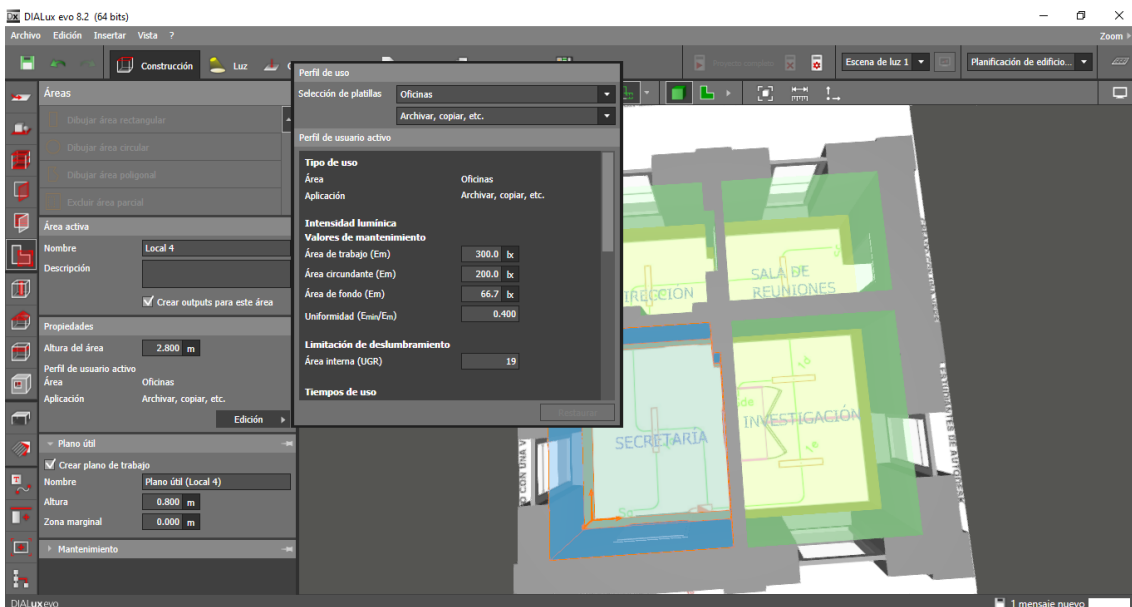 DIALux evo 8.2 (64 bits)
Archivo Edición Insertar Vista ?
Zoom
Construcción
Luz
Proyecto completo
Escena de luz 1
Planificación de edificio...
Áreas
Dibujar área rectangular
Dibujar área circular
Dibujar área poligonal
Excluir área parcial
Área activa
Nombre Local 4
Descripción
Crear outputs para este área
Propiedades
Altura del área 2.800 m
Perfil de usuario activo
Área Oficinas
Aplicación Archivar, copiar, etc.
Edición
Plano útil
Crear plano de trabajo
Nombre Plano útil (Local 4)
Altura 0.800 m
Zona marginal 0.000 m
Mantenimiento
Perfil de uso
Selección de platillas Oficinas
Archivar, copiar, etc.
Perfil de usuario activo
Tipo de uso
Área Oficinas
Aplicación Archivar, copiar, etc.
Intensidad lumínica
Valores de mantenimiento
Área de trabajo (Em) 300.0 lx
Área circundante (Em) 200.0 lx
Área de fondo (Em) 66.7 lx
Uniformidad (Emin/Em) 0.400
Limitación de deslumbramiento
Área interna (UGR) 19
Tiempos de uso
Restaurar
RECCIÓN
SALA DE
REUNIONES
SECRETARIA
INVESTIGACIÓN
O CON UNA V
DIALux evo
1 mensaje nuevo